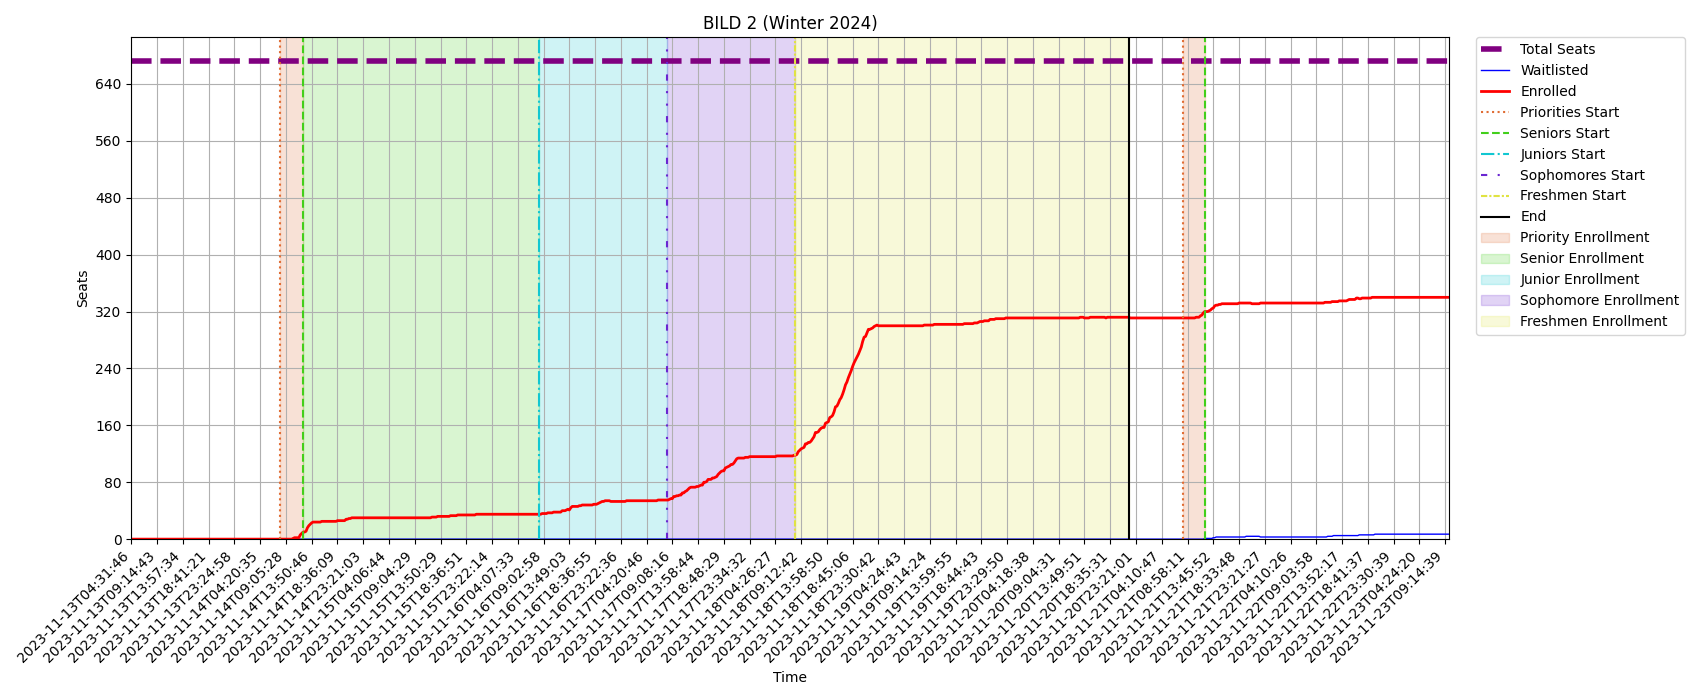 BILD 2 (Winter 2024)
Seats
640
560
480
400
320
240
160
80
0
2023-11-13T04:31:46
2023-11-13T09:14:43
2023-11-13T13:57:34
2023-11-13T18:41:21
2023-11-13T23:24:58
2023-11-14T04:20:35
2023-11-14T09:05:28
2023-11-14T13:50:46
2023-11-14T18:36:09
2023-11-14T23:21:03
2023-11-15T04:06:44
2023-11-15T09:04:29
2023-11-15T13:50:29
2023-11-15T18:36:51
2023-11-15T23:22:14
2023-11-16T04:07:33
2023-11-16T09:02:58
2023-11-16T13:49:03
2023-11-16T18:36:55
2023-11-16T23:22:36
2023-11-17T04:20:46
2023-11-17T09:08:16
2023-11-17T13:58:44
2023-11-17T18:48:29
2023-11-17T23:34:32
2023-11-18T04:26:27
2023-11-18T09:12:42
2023-11-18T13:58:50
2023-11-18T18:45:06
2023-11-18T23:30:42
2023-11-19T04:24:43
2023-11-19T09:14:24
2023-11-19T13:59:55
2023-11-19T18:44:43
2023-11-19T23:29:50
2023-11-20T04:18:38
2023-11-20T09:04:31
2023-11-20T13:49:51
2023-11-20T18:35:31
2023-11-20T23:21:01
2023-11-21T04:10:47
2023-11-21T08:58:11
2023-11-21T13:45:52
2023-11-21T18:33:48
2023-11-21T23:21:27
2023-11-22T04:10:26
2023-11-22T09:03:58
2023-11-22T13:52:17
2023-11-22T18:41:37
2023-11-22T23:30:39
2023-11-23T04:24:20
2023-11-23T09:14:39
Time
Total Seats
Waitlisted
Enrolled
Priorities Start
Seniors Start
Juniors Start
Sophomores Start
Freshmen Start
End
Priority Enrollment
Senior Enrollment
Junior Enrollment
Sophomore Enrollment
Freshmen Enrollment